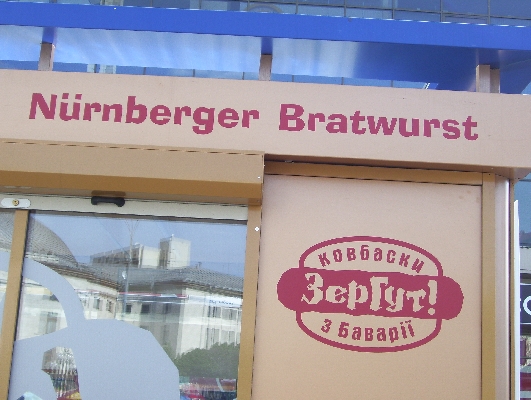 Nürnberger Bratwurst
ковбаски
ЗерГут!
з Баварії